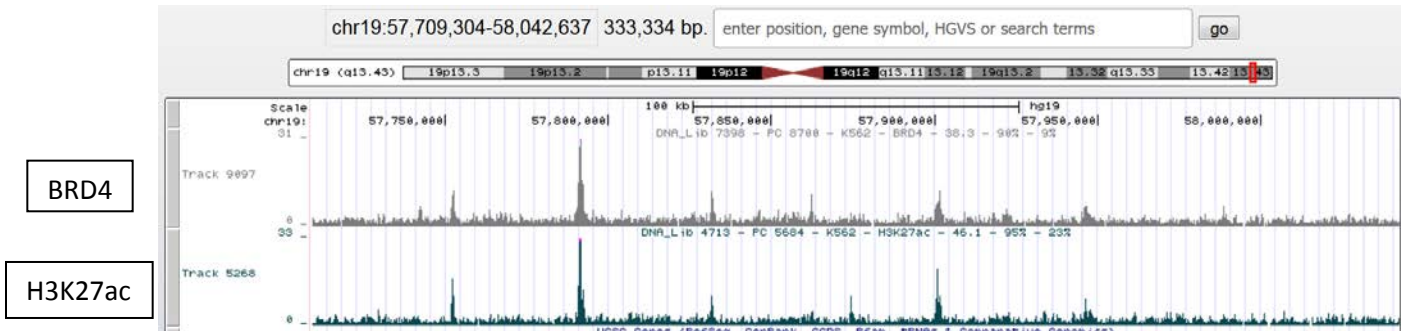 chr19:57,709,304-58,042,637 333,334 bp. enter position, gene symbol, HGVS or search terms go
chr19 (q13.43) 19p13.3 19p13.2 p13.11 19p12 19q12 q13.11 13.12 19q13.2 13.32 q13.33 13.42 13.43
Scale 100 kb hg19
chr19: 57,750,000 57,800,000 57,850,000 57,900,000 57,950,000 58,000,000
31 _ DNA_Lib 7398 - PC 8700 - K562 - BRD4 - 38.3 - 90% - 9%
Track 9097
BRD4
0 _
33 _ DNA_Lib 4713 - PC 5684 - K562 - H3K27ac - 46.1 - 95% - 23%
Track 5268
H3K27ac
0 _